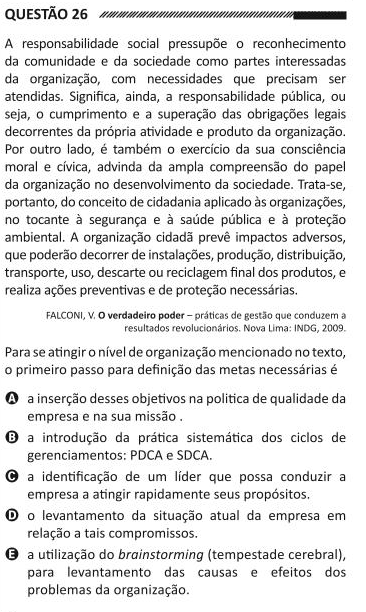 QUESTÃO 26
A responsabilidade social pressupõe o reconhecimento
da comunidade e da sociedade como partes interessadas
da organização, com necessidades que precisam ser
atendidas. Significa, ainda, a responsabilidade pública, ou
seja, o cumprimento e a superação das obrigações legais
decorrentes da própria atividade e produto da organização.
Por outro lado, é também o exercício da sua consciência
moral e cívica, advinda da ampla compreensão do papel
da organização no desenvolvimento da sociedade. Trata-se,
portanto, do conceito de cidadania aplicado às organizações,
no tocante à segurança e à saúde pública e à proteção
ambiental. A organização cidadã prevê impactos adversos,
que poderão decorrer de instalações, produção, distribuição,
transporte, uso, descarte ou reciclagem final dos produtos, e
realiza ações preventivas e de proteção necessárias.
FALCONI, V. O verdadeiro poder – práticas de gestão que conduzem a
resultados revolucionários. Nova Lima: INDG, 2009.
Para se atingir o nível de organização mencionado no texto,
o primeiro passo para definição das metas necessárias é
A a inserção desses objetivos na politica de qualidade da
empresa e na sua missão .
B a introdução da prática sistemática dos ciclos de
gerenciamentos: PDCA e SDCA.
C a identificação de um líder que possa conduzir a
empresa a atingir rapidamente seus propósitos.
D o levantamento da situação atual da empresa em
relação a tais compromissos.
E a utilização do brainstorming (tempestade cerebral),
para levantamento das causas e efeitos dos
problemas da organização.